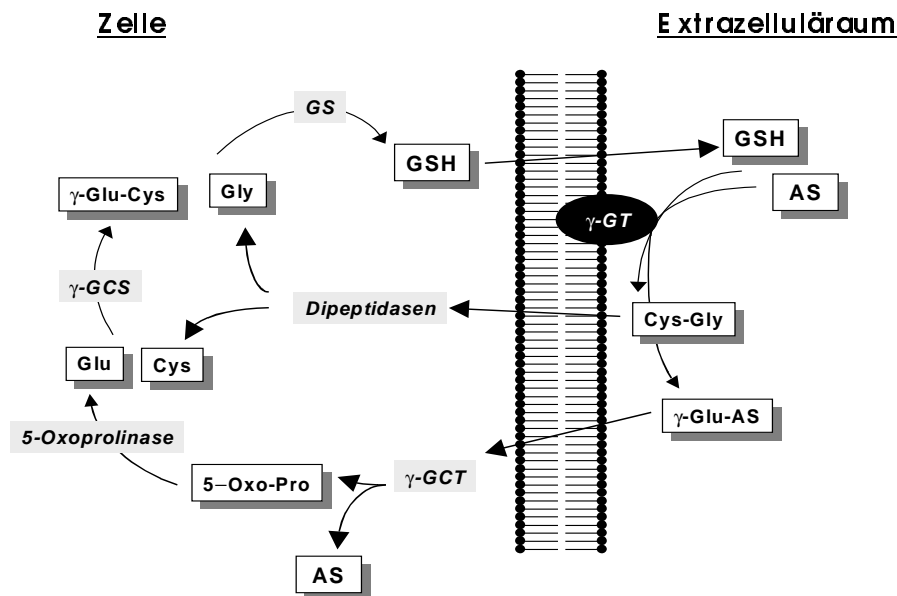 Zelle
Extrazelluläraum
GS
GSH
GSH
γ-Glu-Cys
Gly
AS
γ-GT
γ-GCS
Dipeptidasen
Cys-Gly
Glu
Cys
γ-Glu-AS
5-Oxoprolinase
5–Oxo-Pro
γ-GCT
AS